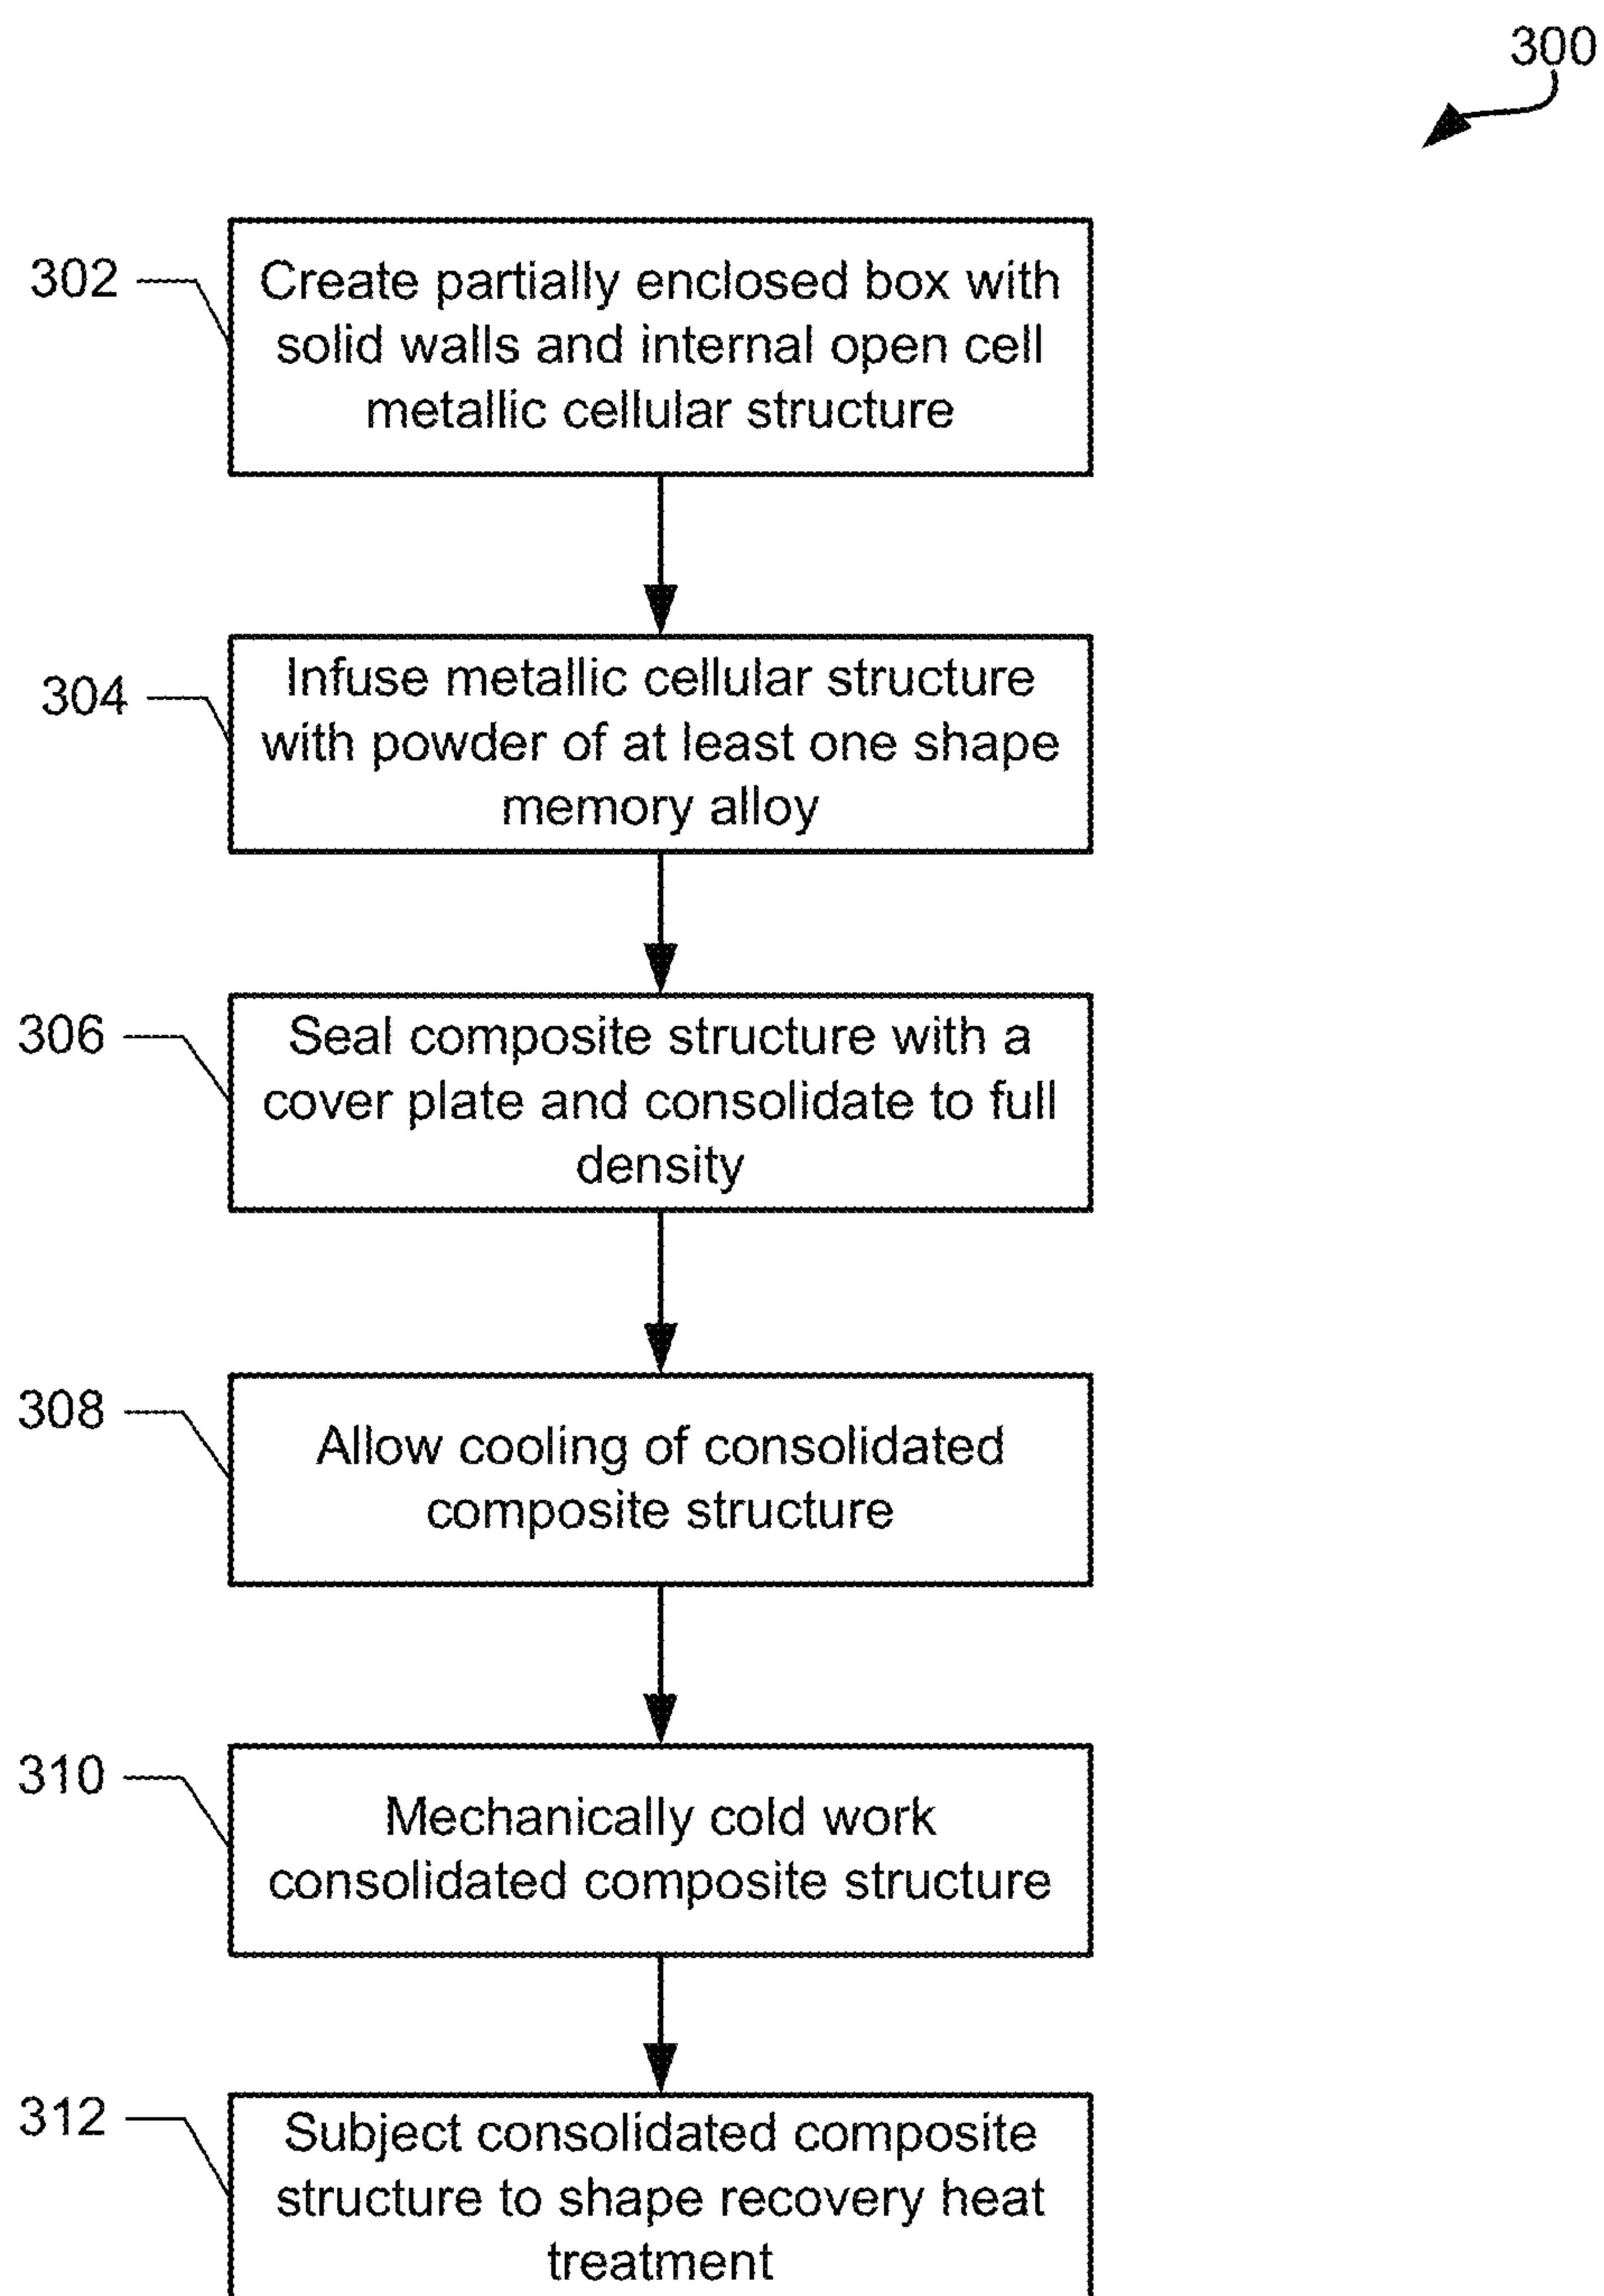 300
302
Create partially enclosed box with
solid walls and internal open cell
metallic cellular structure
304
Infuse metallic cellular structure
with powder of at least one shape
memory alloy
306
Seal composite structure with a
cover plate and consolidate to full
density
308
Allow cooling of consolidated
composite structure
310
Mechanically cold work
consolidated composite structure
312
Subject consolidated composite
structure to shape recovery heat
treatment